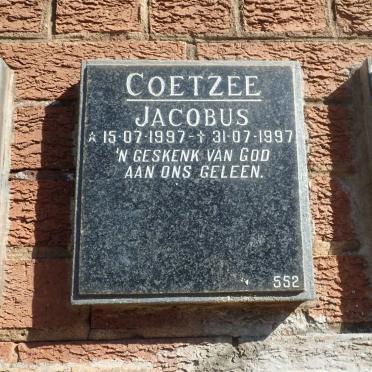 COETZEE
JACOBUS
☆ 15-07-1997-✝ 31-07-1997
'N GESKENK VAN GOD
AAN ONS GELEEN.
552